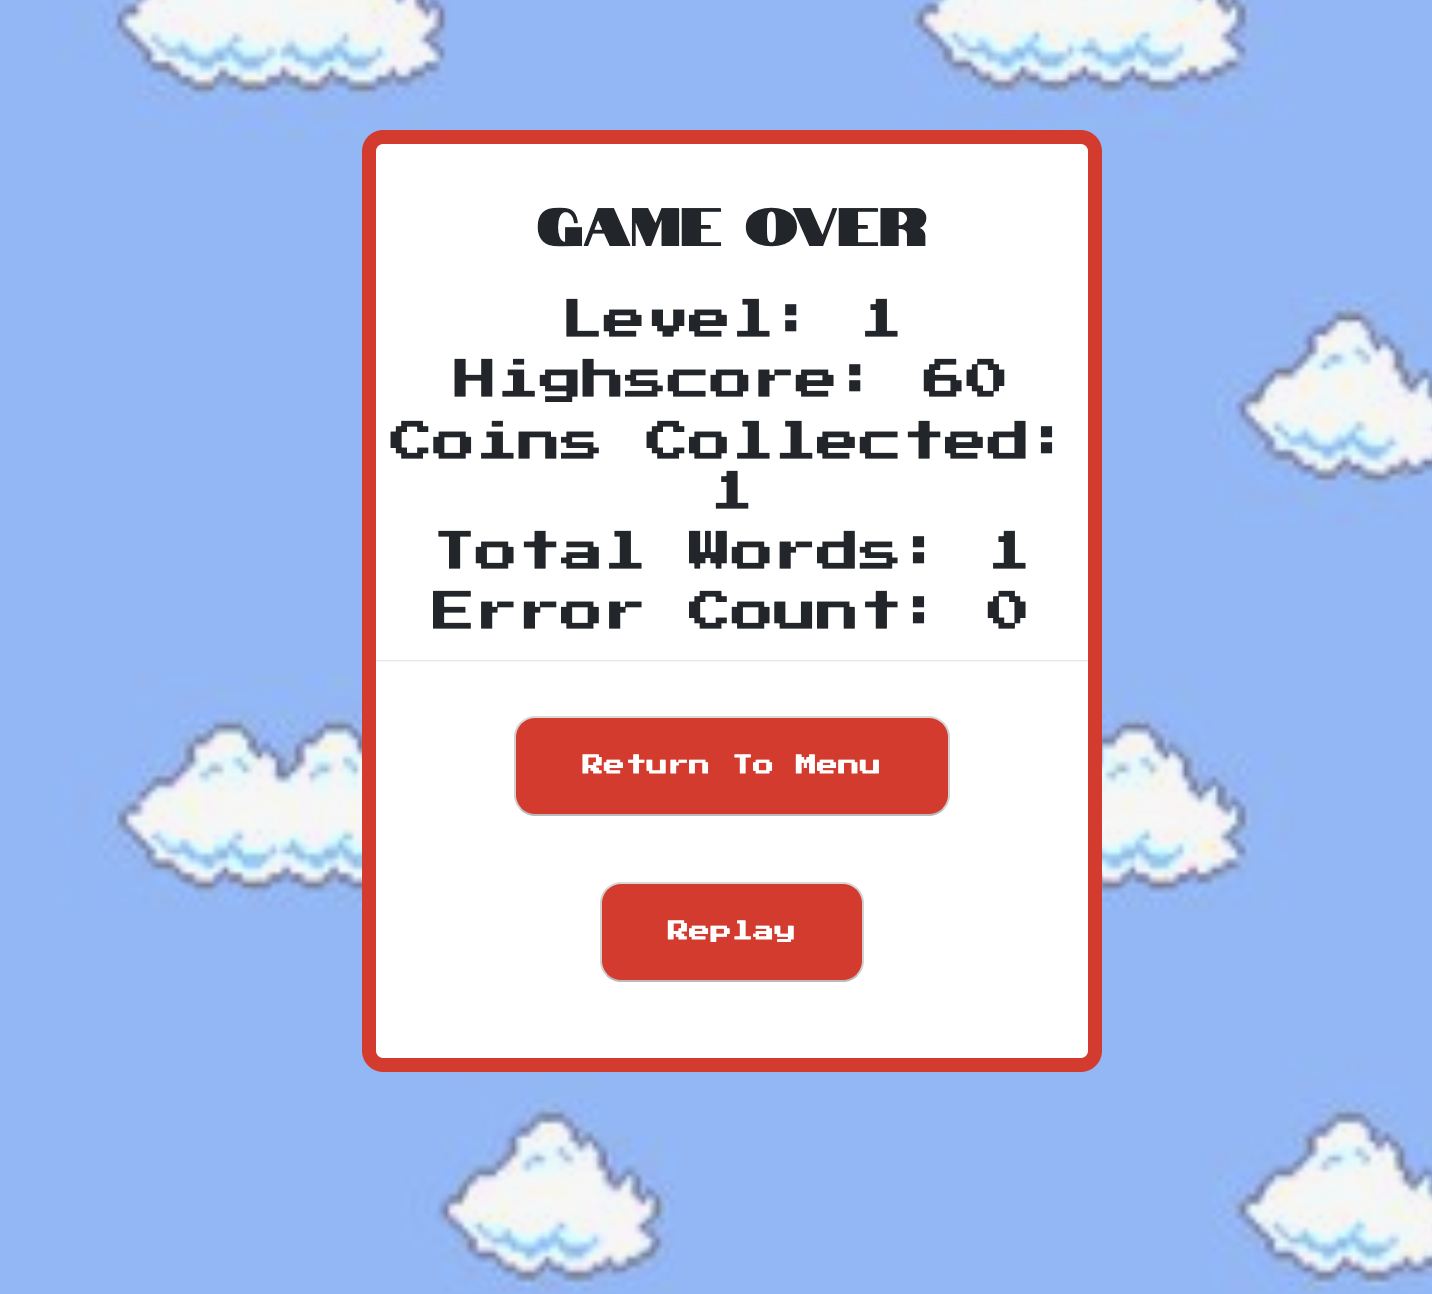 GAME OVER
Level: 1
Highscore: 60
Coins Collected:
1
Total Words: 1
Error Count: 0
Return To Menu
Replay